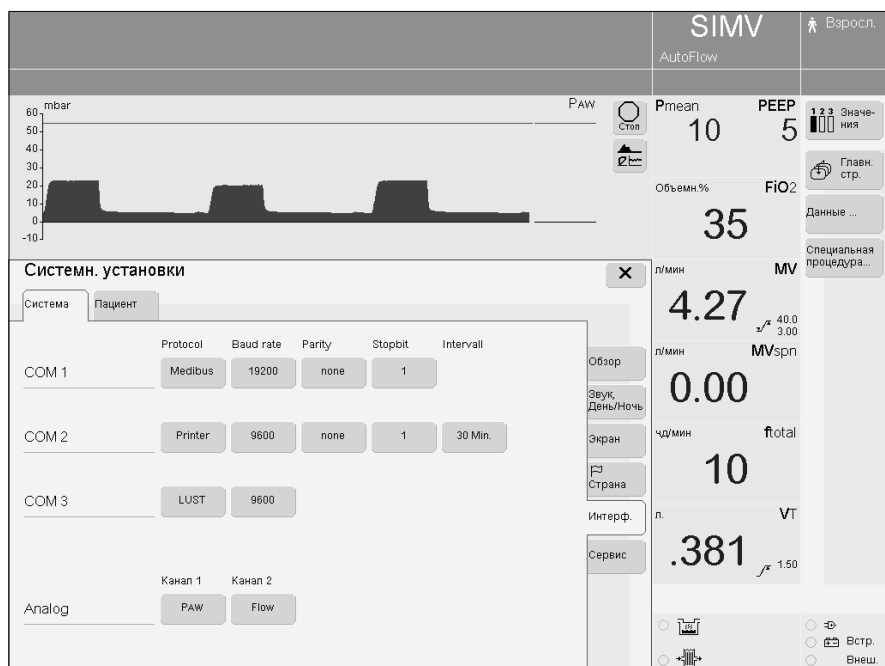 SIMV
AutoFlow
Взросл.
mbar
Paw
60
50
40
30
20
10
0
-10
Стоп
Pmean
PEEP
10
5
Объемн.%
FiO2
35
л/мин
MV
4.27
40.0
3.00
л/мин
MVspn
0.00
чд/мин
ftotal
10
л.
VT
.381
1.50
1 2 3 Значе-
ния
Главн.
стр.
Данные ...
Специальная
процедура...
Системн. установки
Система
Пациент
Protocol Baud rate Parity Stopbit Intervall
COM 1 Medibus 19200 none 1
COM 2 Printer 9600 none 1 30 Min.
COM 3 LUST 9600
Канал 1 Канал 2
Analog Paw Flow
Обзор
Звук,
День/Ночь
Экран
Страна
Интерф.
Сервис
Встр.
Внеш.